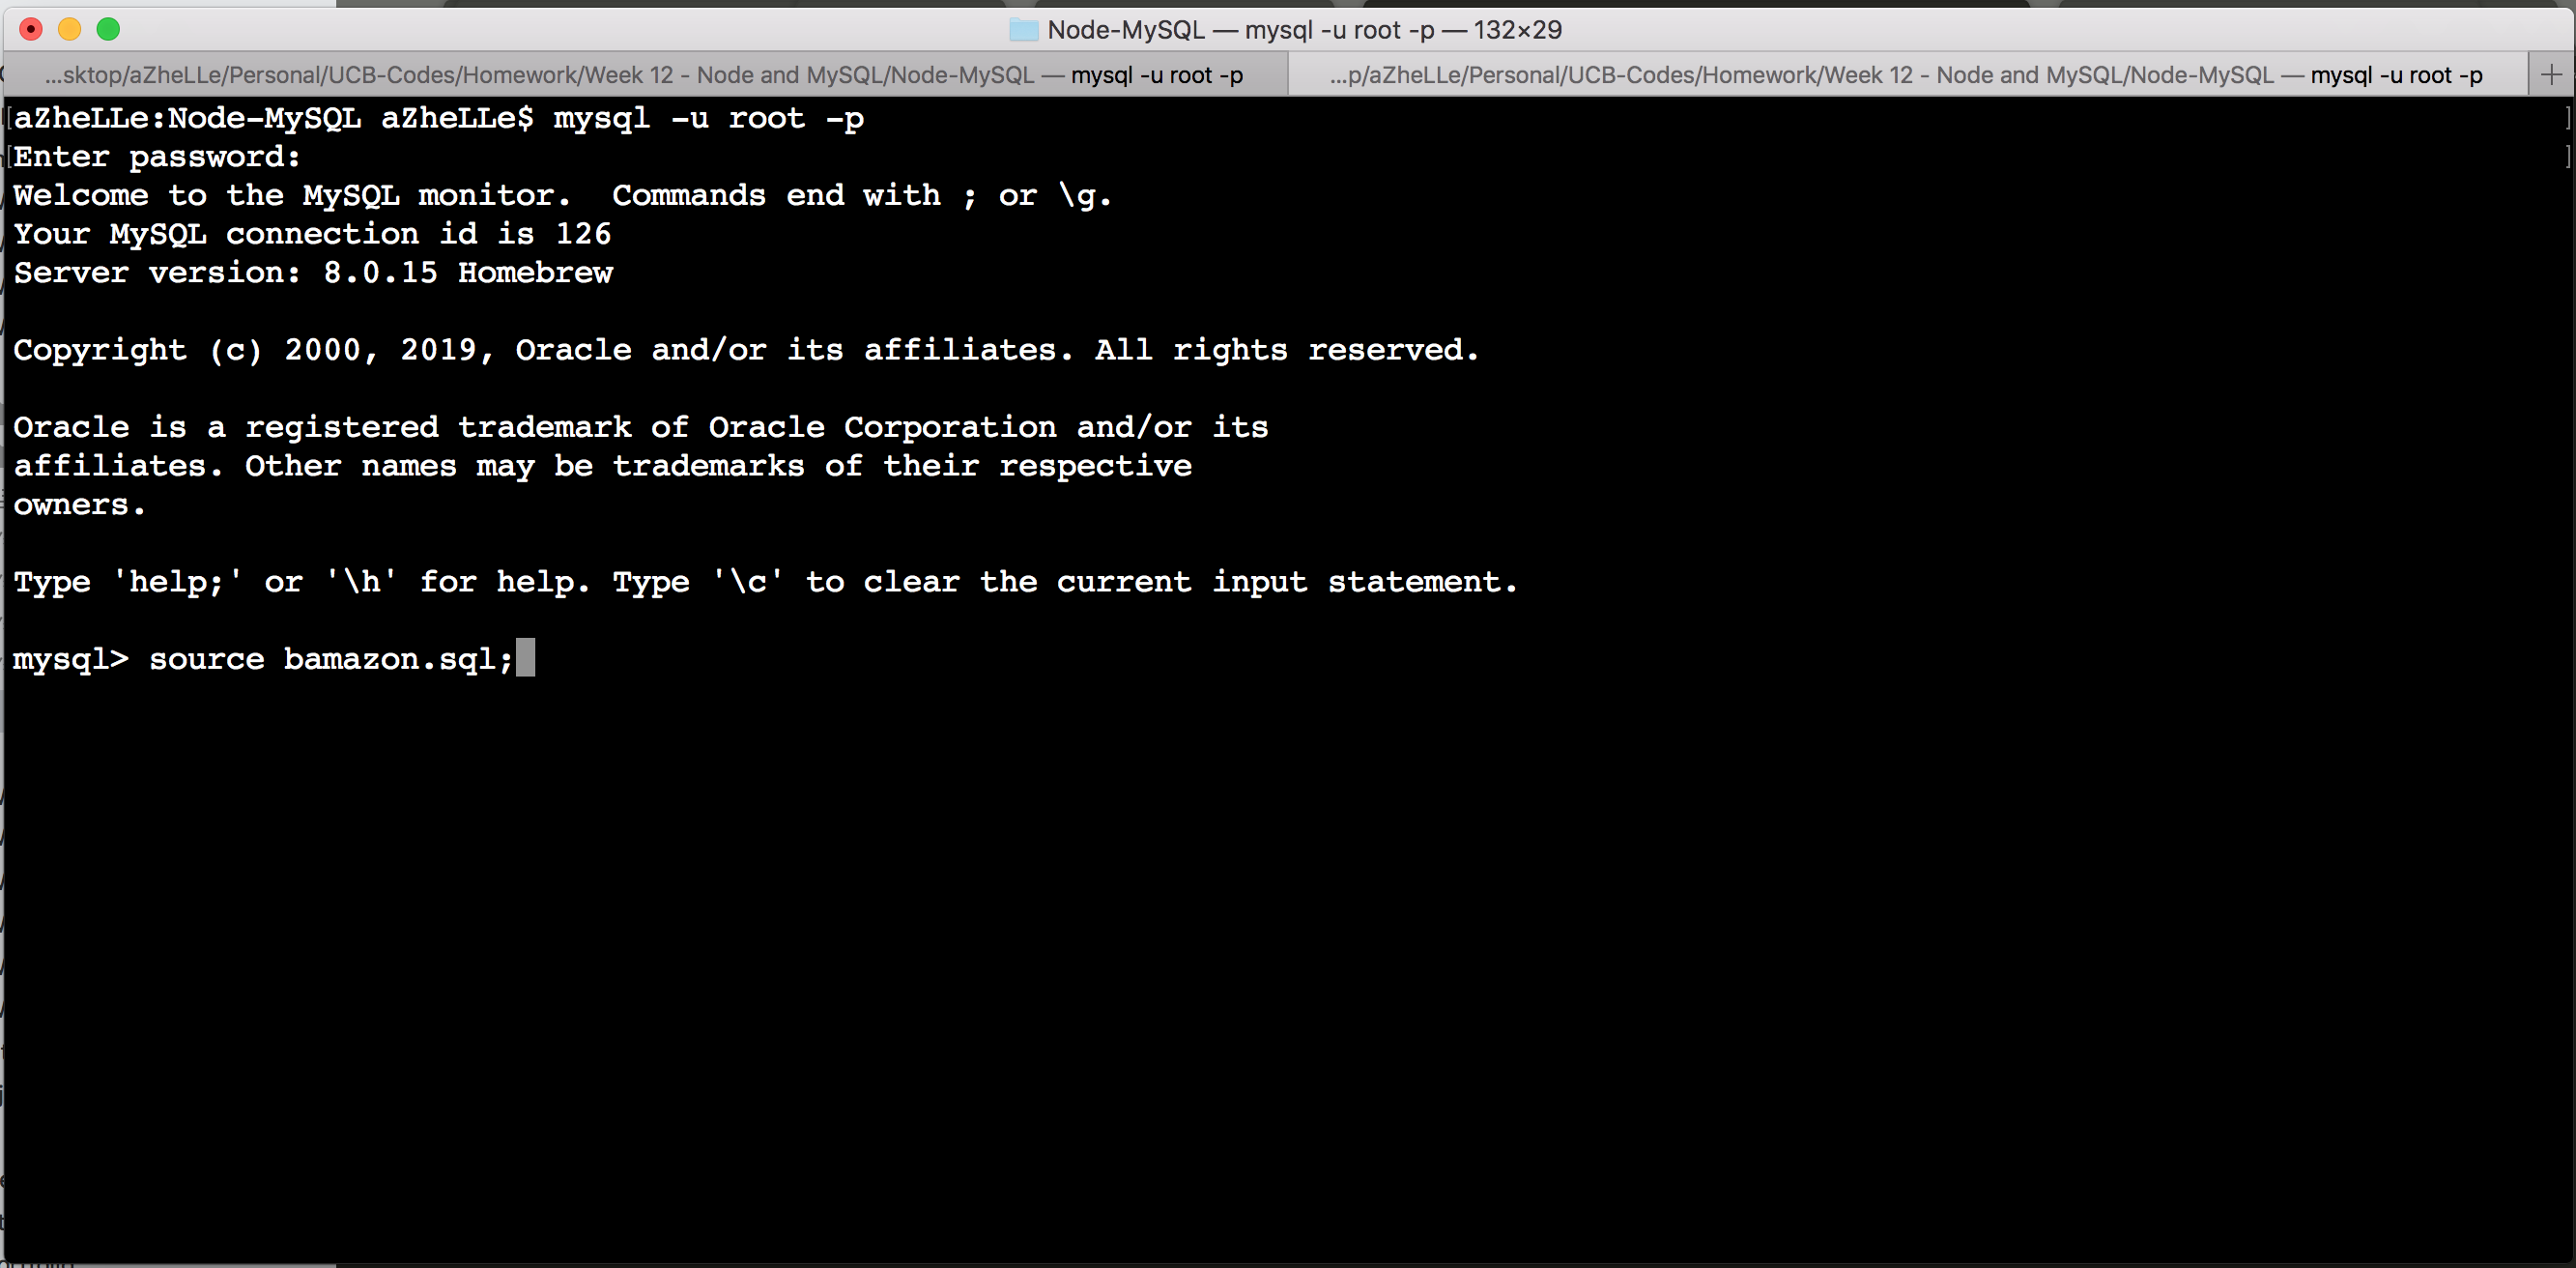 Node-MySQL — mysql -u root -p — 132×29
...sktop/aZheLLe/Personal/UCB-Codes/Homework/Week 12 - Node and MySQL/Node-MySQL — mysql -u root -p
...p/aZheLLe/Personal/UCB-Codes/Homework/Week 12 - Node and MySQL/Node-MySQL — mysql -u root -p
[aZheLLe:Node-MySQL aZheLLe$ mysql -u root -p ]
[Enter password: ]
Welcome to the MySQL monitor.  Commands end with ; or \g.
Your MySQL connection id is 126
Server version: 8.0.15 Homebrew
Copyright (c) 2000, 2019, Oracle and/or its affiliates. All rights reserved.
Oracle is a registered trademark of Oracle Corporation and/or its
affiliates. Other names may be trademarks of their respective
owners.
Type 'help;' or '\h' for help. Type '\c' to clear the current input statement.
mysql> source bamazon.sql;